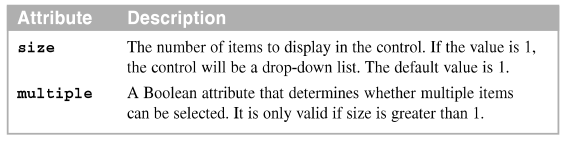 Attribute Description
size The number of items to display in the control. If the value is 1,
the control will be a drop-down list. The default value is 1.
multiple A Boolean attribute that determines whether multiple items
can be selected. It is only valid if size is greater than 1.